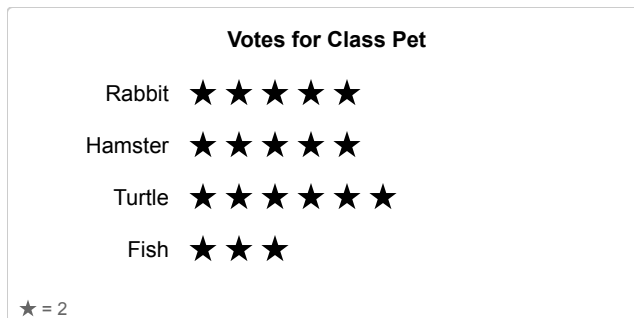 Votes for Class Pet
Rabbit ★ ★ ★ ★ ★
Hamster ★ ★ ★ ★ ★
Turtle ★ ★ ★ ★ ★ ★
Fish ★ ★ ★
★ = 2